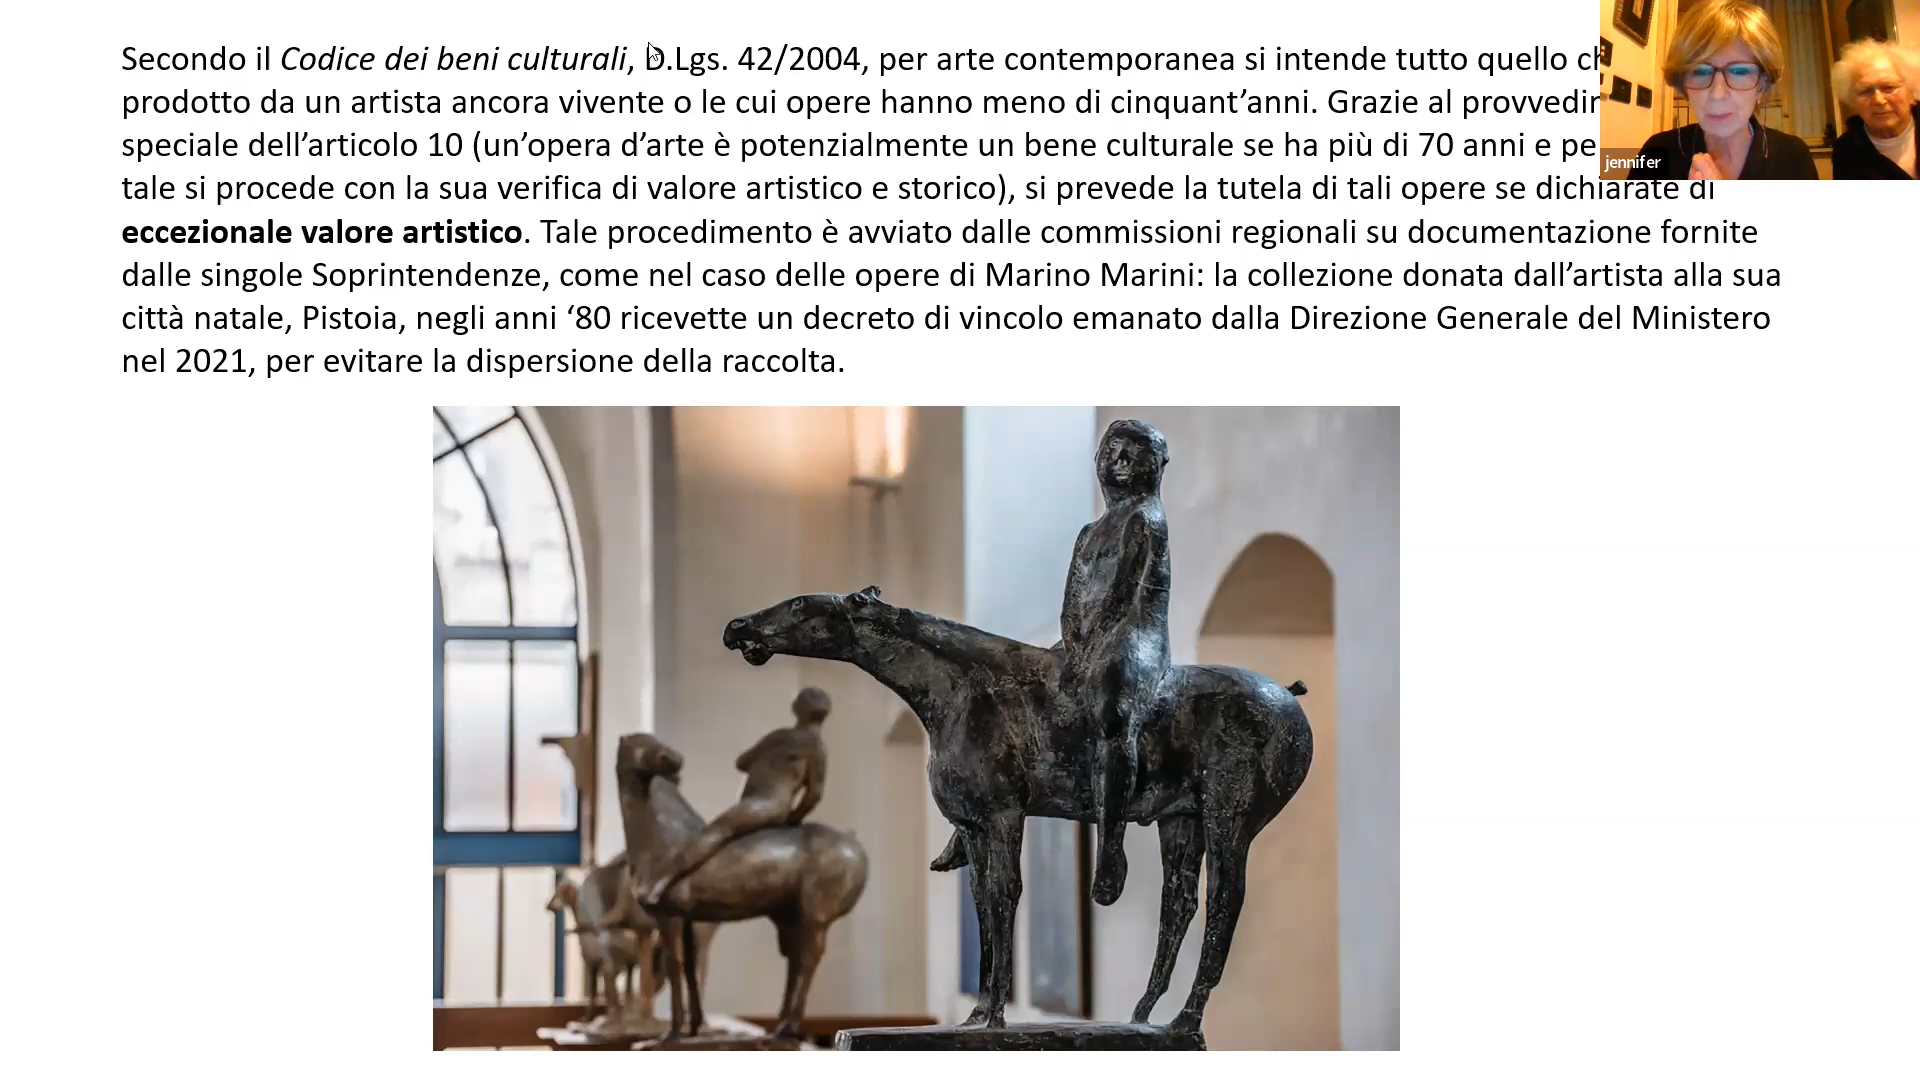 Secondo il Codice dei beni culturali, D.Lgs. 42/2004, per arte contemporanea si intende tutto quello
prodotto da un artista ancora vivente o le cui opere hanno meno di cinquant’anni. Grazie al
speciale dell’articolo 10 (un’opera d’arte è potenzialmente un bene culturale se ha più di 70 anni e
tale si procede con la sua verifica di valore artistico e storico), si prevede la tutela di tali opere se dichiarate di
eccezionale valore artistico. Tale procedimento è avviato dalle commissioni regionali su documentazione fornite
dalle singole Soprintendenze, come nel caso delle opere di Marino Marini: la collezione donata dall’artista alla sua
città natale, Pistoia, negli anni ‘80 ricevette un decreto di vincolo emanato dalla Direzione Generale del Ministero
nel 2021, per evitare la dispersione della raccolta.
jennifer